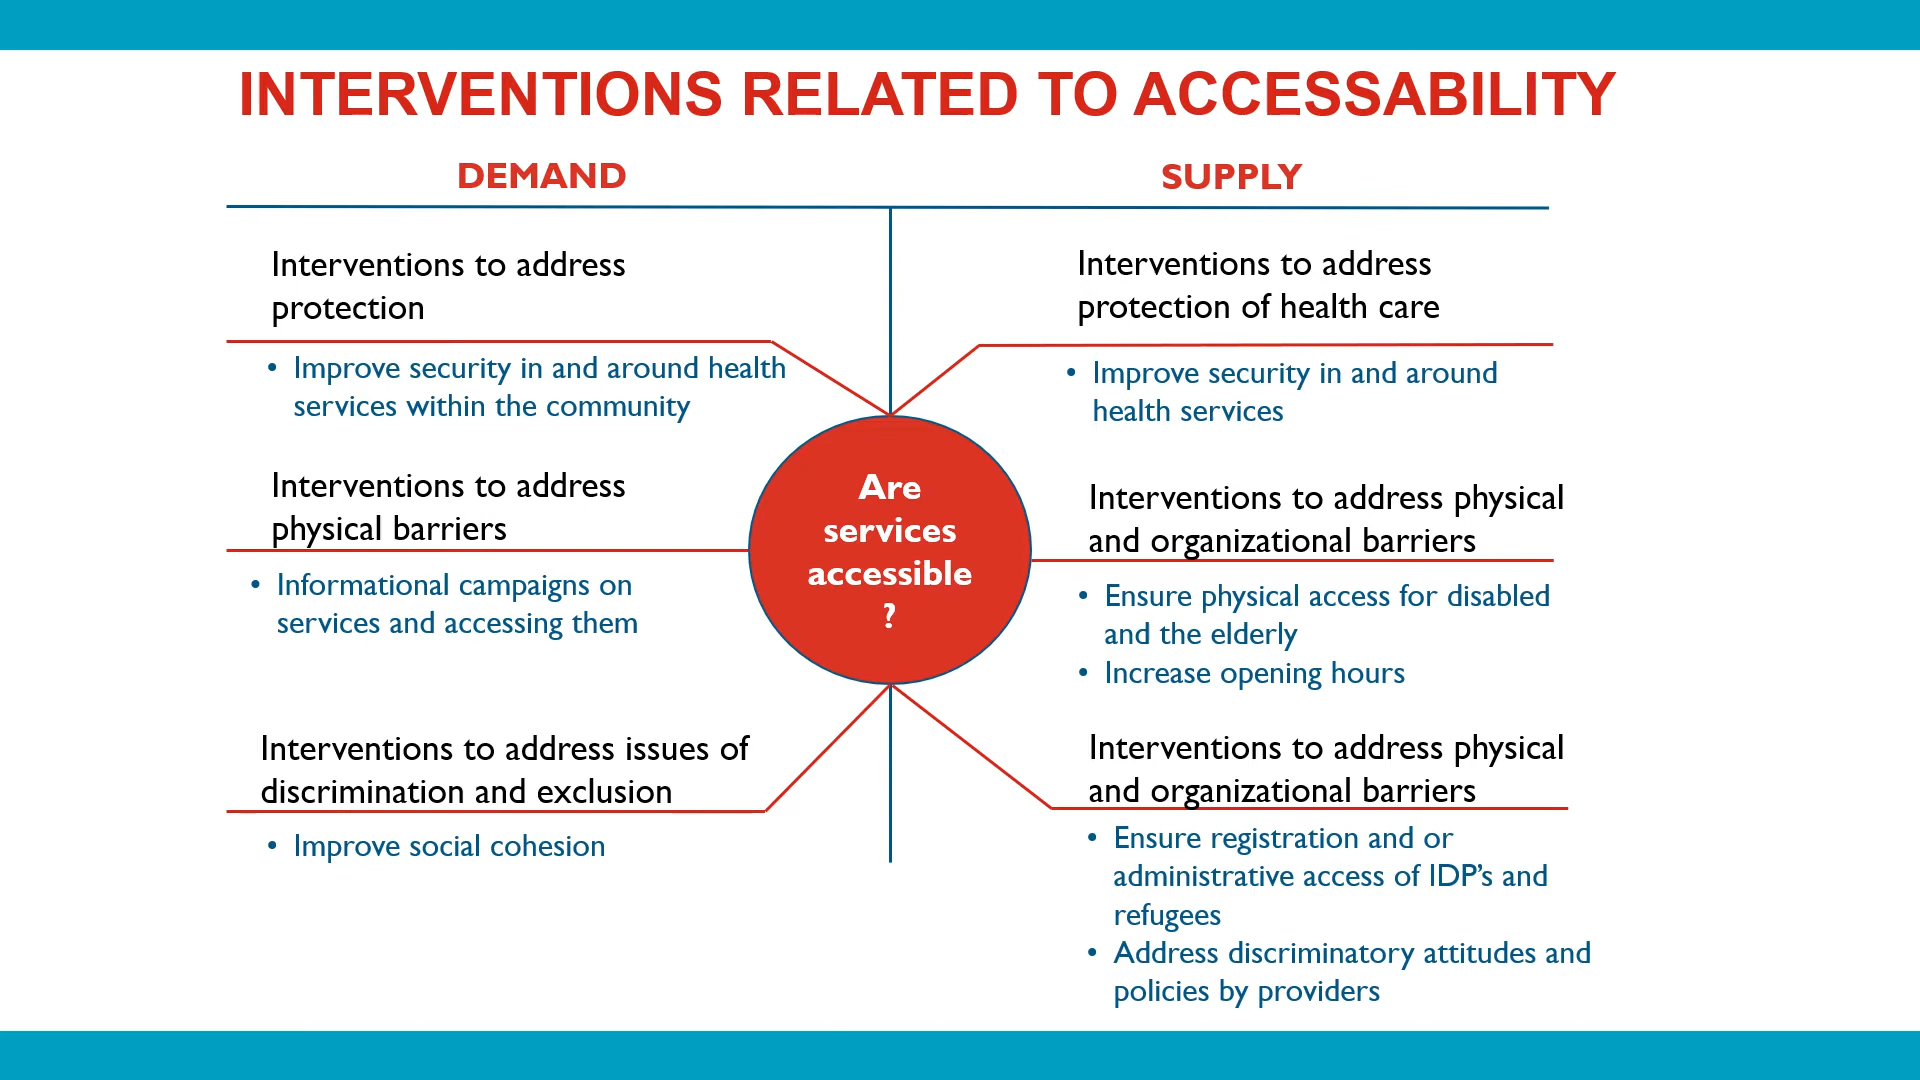 INTERVENTIONS RELATED TO ACCESSABILITY
DEMAND
SUPPLY
Interventions to address
protection
• Improve security in and around health
services within the community
Interventions to address
physical barriers
• Informational campaigns on
services and accessing them
Interventions to address issues of
discrimination and exclusion
• Improve social cohesion
Are
services
accessible
?
Interventions to address
protection of health care
• Improve security in and around
health services
Interventions to address physical
and organizational barriers
• Ensure physical access for disabled
and the elderly
• Increase opening hours
Interventions to address physical
and organizational barriers
• Ensure registration and or
administrative access of IDP’s and
refugees
• Address discriminatory attitudes and
policies by providers